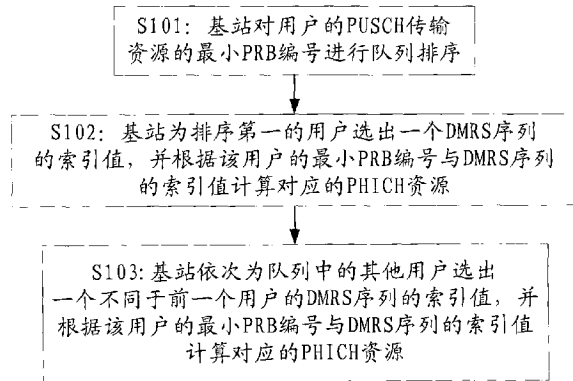 S101: 基站对用户的PUSCH传输
资源的最小PRB编号进行队列排序
S102: 基站为排序第一的用户选出一个DMRS序列
的索引值，并根据该用户的最小PRB编号与DMRS序列
的索引值计算对应的PHICH资源
S103:基站依次为队列中的其他用户选出
一个不同于前一个用户的DMRS序列的索引值，并
根据该用户的最小PRB编号与DMRS序列的索引值
计算对应的PHICH资源